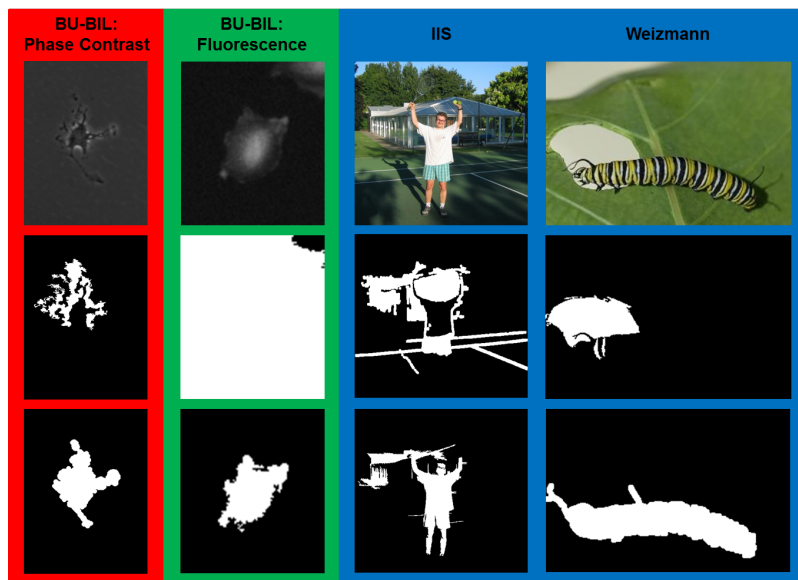 BU-BIL:
Phase Contrast
BU-BIL:
Fluorescence
IIS
Weizmann